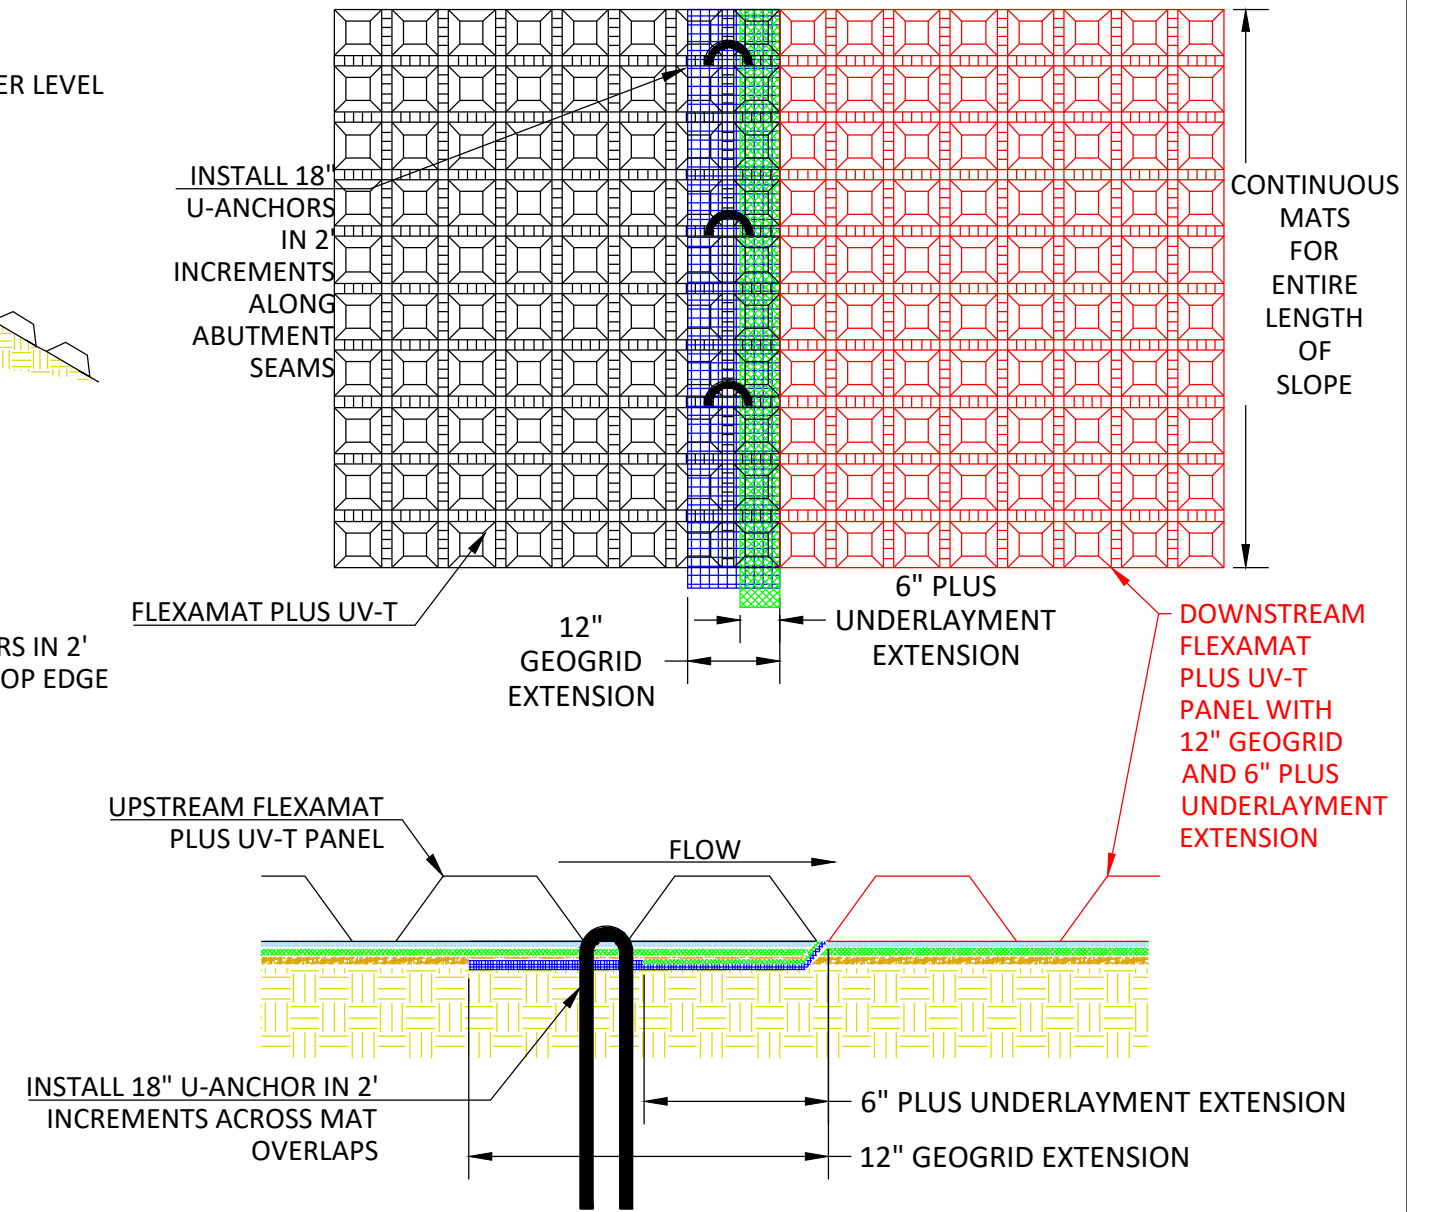 ER LEVEL
INSTALL 18"
U-ANCHORS
IN 2'
INCREMENTS
ALONG
ABUTMENT
SEAMS
CONTINUOUS
MATS
FOR
ENTIRE
LENGTH
OF
SLOPE
FLEXAMAT PLUS UV-T
12"
GEOGRID
EXTENSION
6" PLUS
UNDERLAYMENT
EXTENSION
RS IN 2'
OP EDGE
DOWNSTREAM
FLEXAMAT
PLUS UV-T
PANEL WITH
12" GEOGRID
AND 6" PLUS
UNDERLAYMENT
EXTENSION
UPSTREAM FLEXAMAT
PLUS UV-T PANEL
FLOW
INSTALL 18" U-ANCHOR IN 2'
INCREMENTS ACROSS MAT
OVERLAPS
6" PLUS UNDERLAYMENT EXTENSION
12" GEOGRID EXTENSION